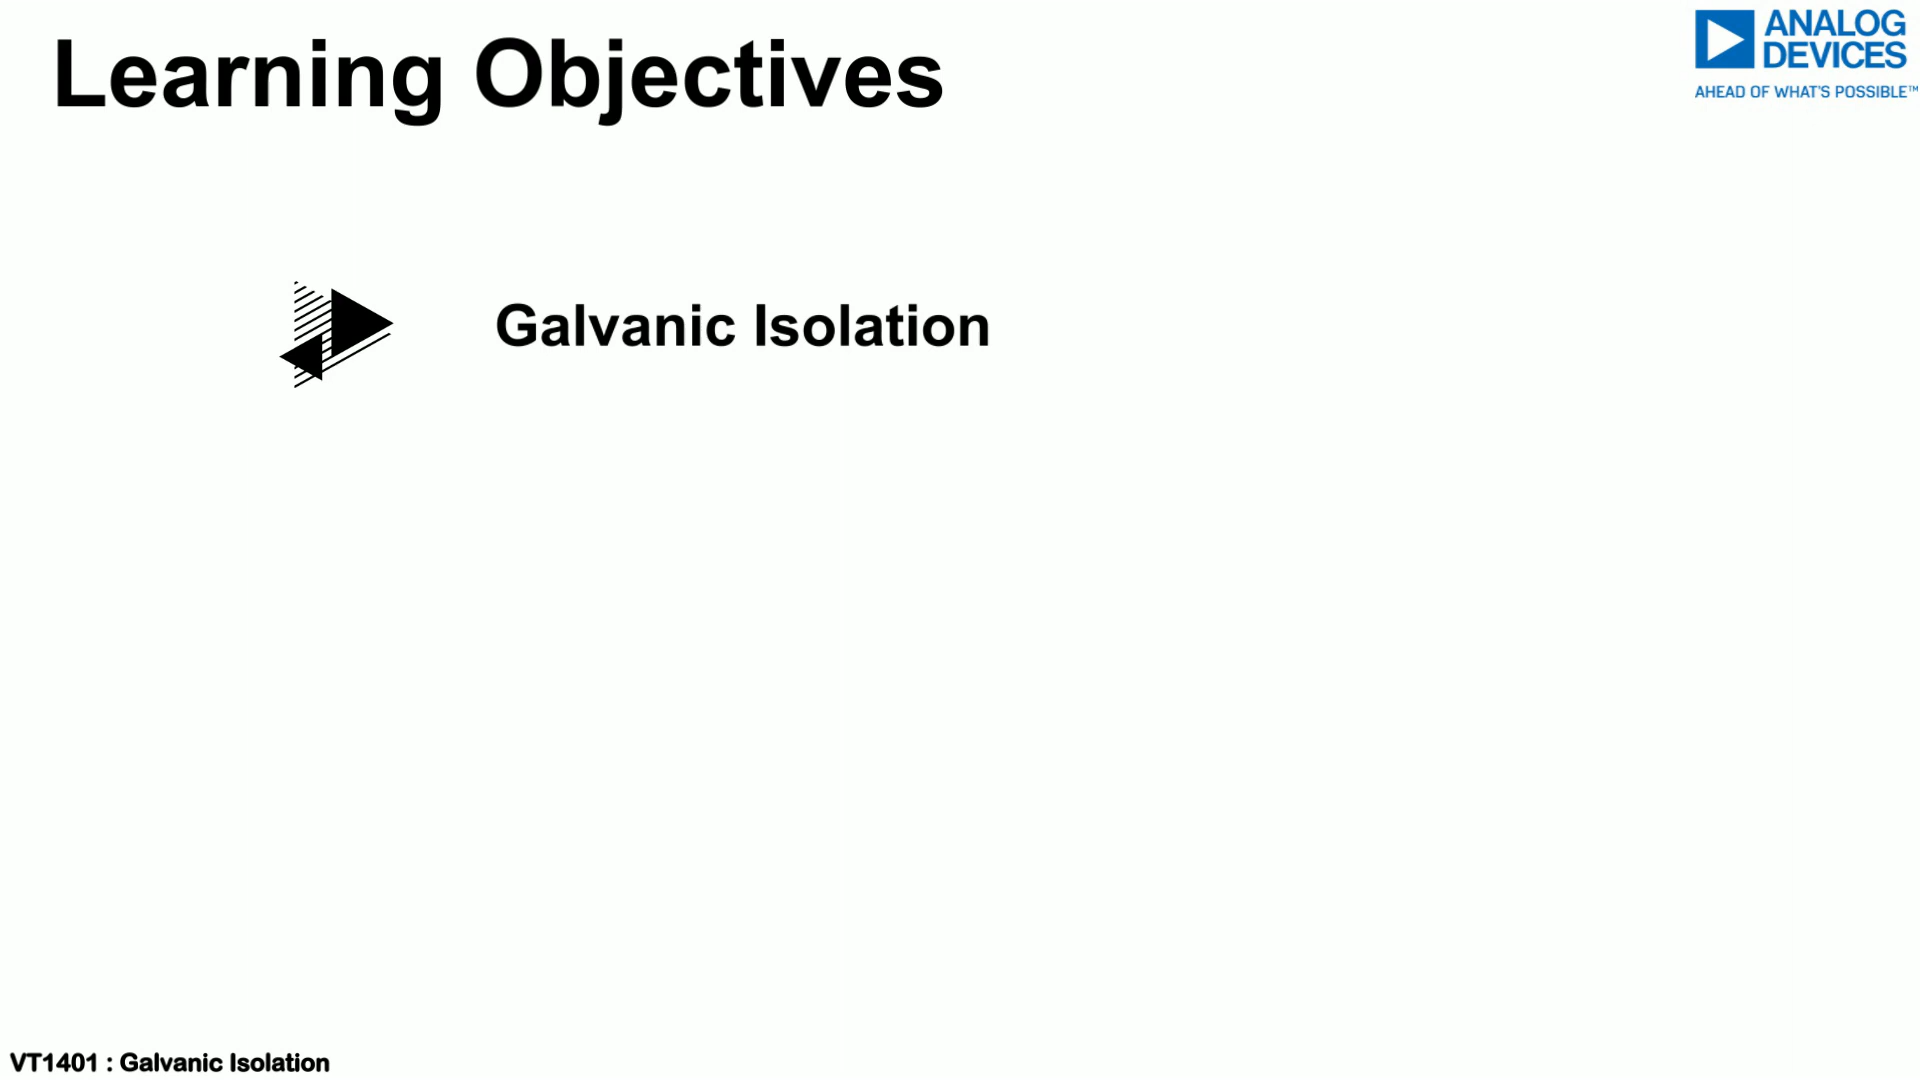 Learning Objectives
ANALOG
DEVICES
AHEAD OF WHAT'S POSSIBLE™
Galvanic Isolation
VT1401 : Galvanic Isolation